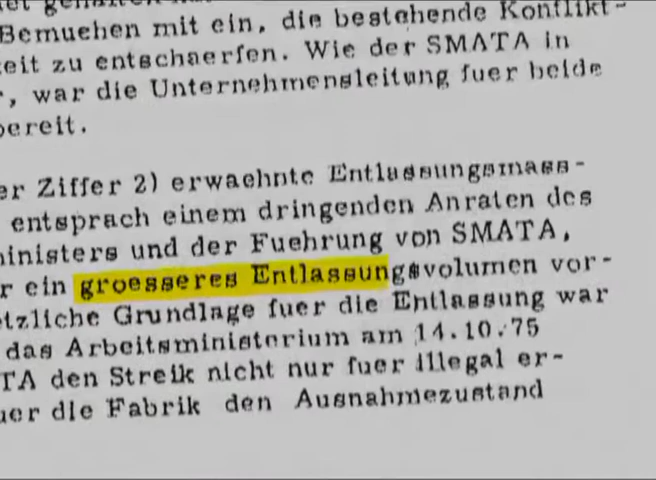 Bemuehen mit ein, die bestehende Konflikt-
eit zu entschaerfen. Wie der SMATA in
, war die Unternehmensleitung fuer beide
bereit.
er Ziffer 2) erwaehnte Entlassungsmass-
entsprach einem dringenden Anraten des
inisters und der Fuehrung von SMATA,
r ein groesseres Entlassungsvolumen vor-
tzliche Grundlage fuer die Entlassung war
das Arbeitsministerium am 14.10.75
TA den Streik nicht nur fuer illegal er-
uer die Fabrik den Ausnahmezustand